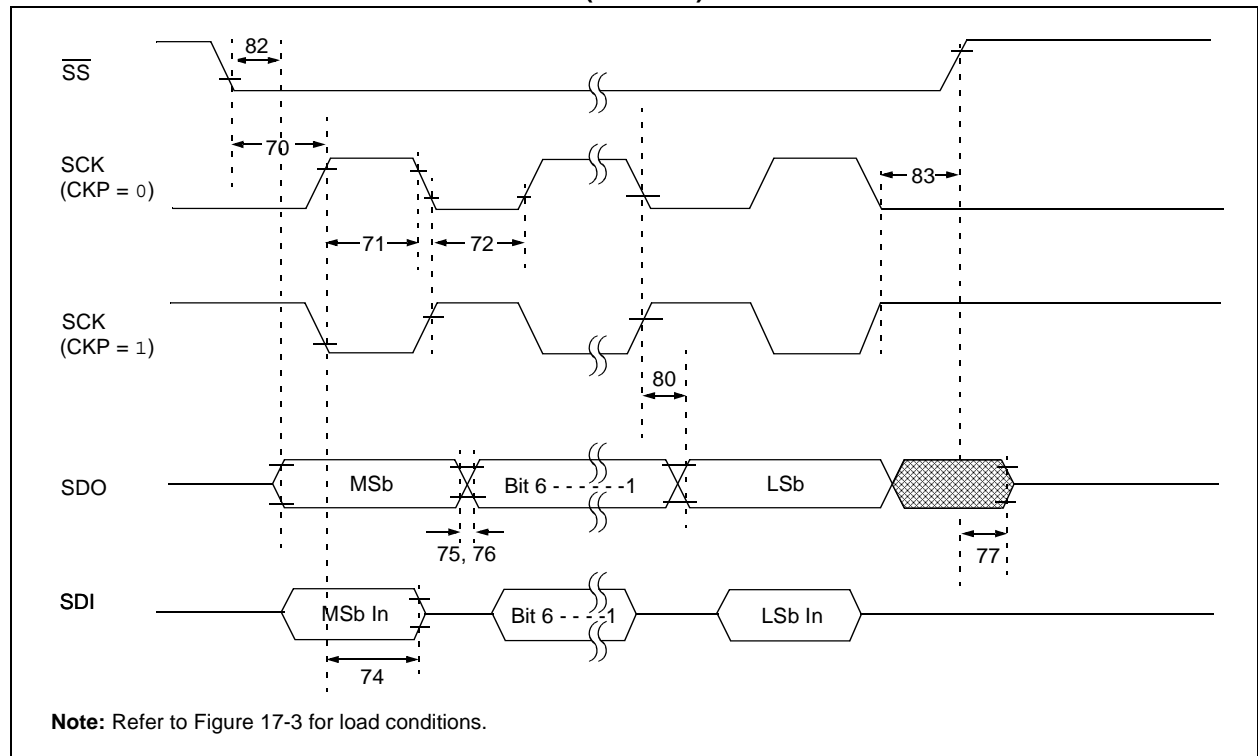 82
SS
70
SCK
(CKP = 0)
83
71
72
SCK
(CKP = 1)
80
SDO
MSb
Bit 6 - - - - - -1
LSb
75, 76
77
SDI
MSb In
Bit 6 - - - -1
LSb In
74
Note: Refer to Figure 17-3 for load conditions.